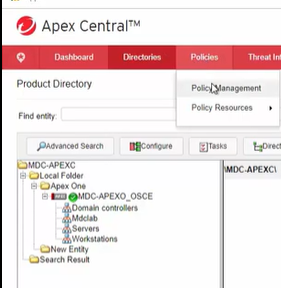 Apex Central™
Dashboard Directories Policies Threat In
Product Directory
Policy Management
Policy Resources
Find entity:
Advanced Search Configure Tasks Direct
MDC-APEXC
\MDC-APEXC\
Local Folder
Apex One
MDC-APEXO_OSCE
Domain controllers
Mdclab
Servers
Workstations
New Entity
Search Result